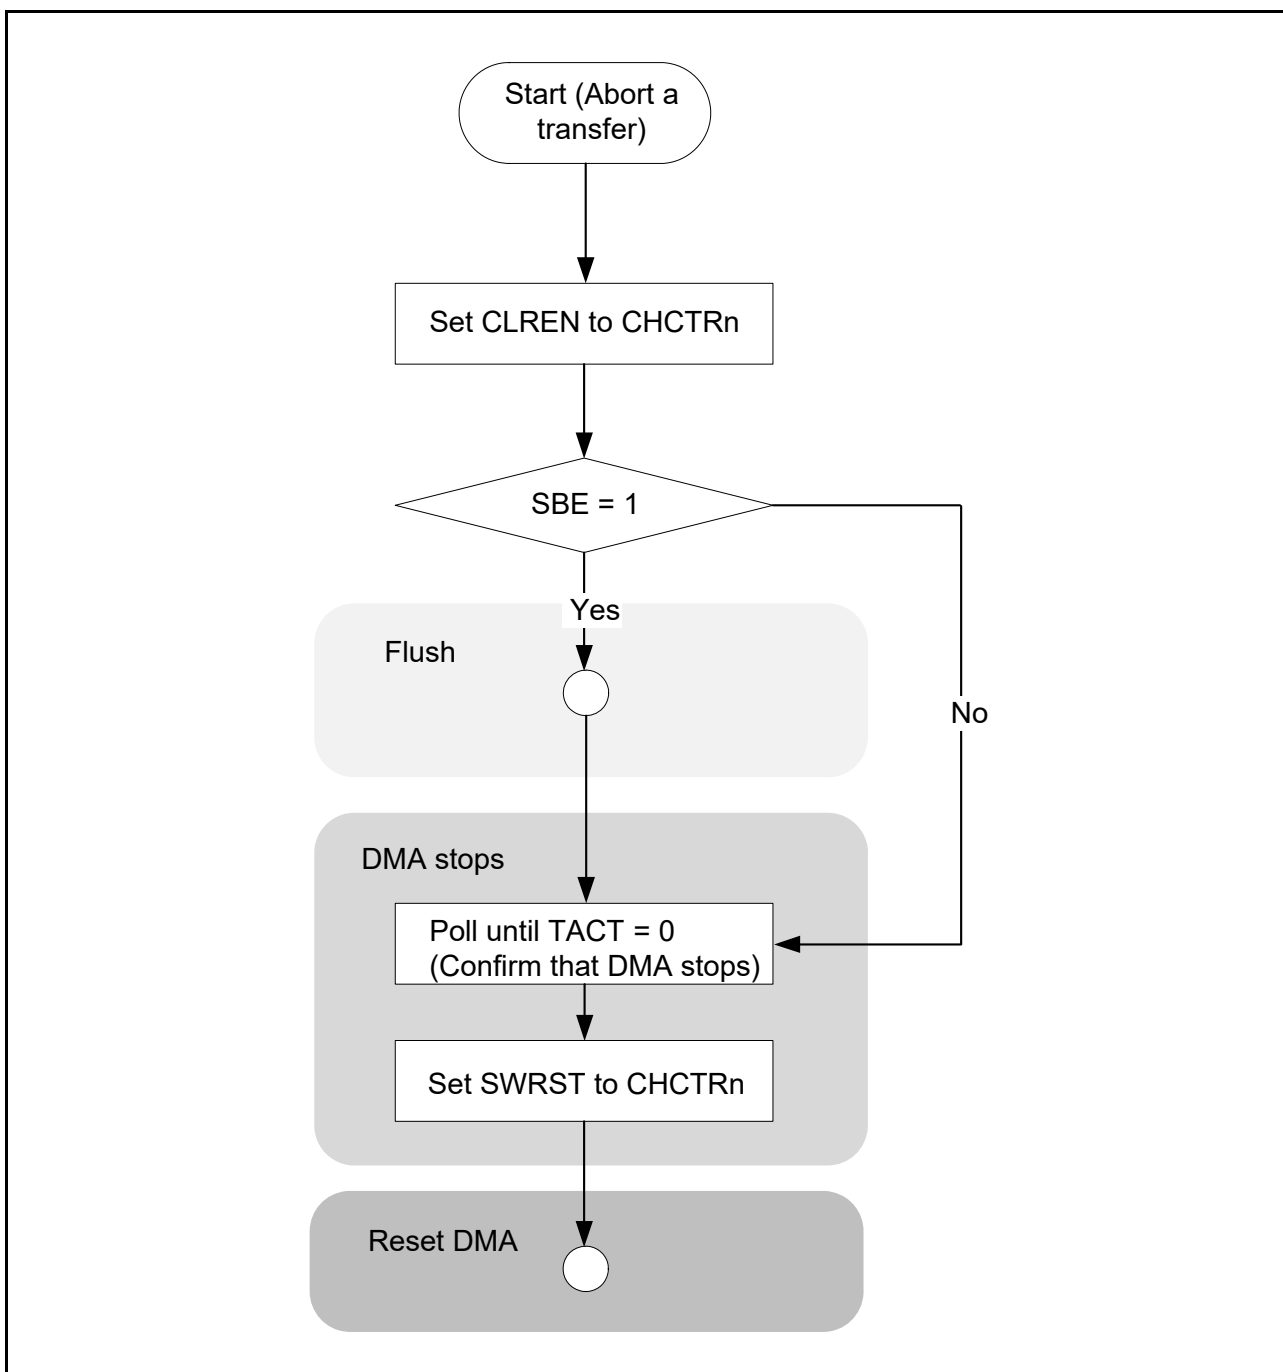 Start (Abort a
transfer)
Set CLREN to CHCTRn
SBE = 1
Yes
Flush
No
DMA stops
Poll until TACT = 0
(Confirm that DMA stops)
Set SWRST to CHCTRn
Reset DMA